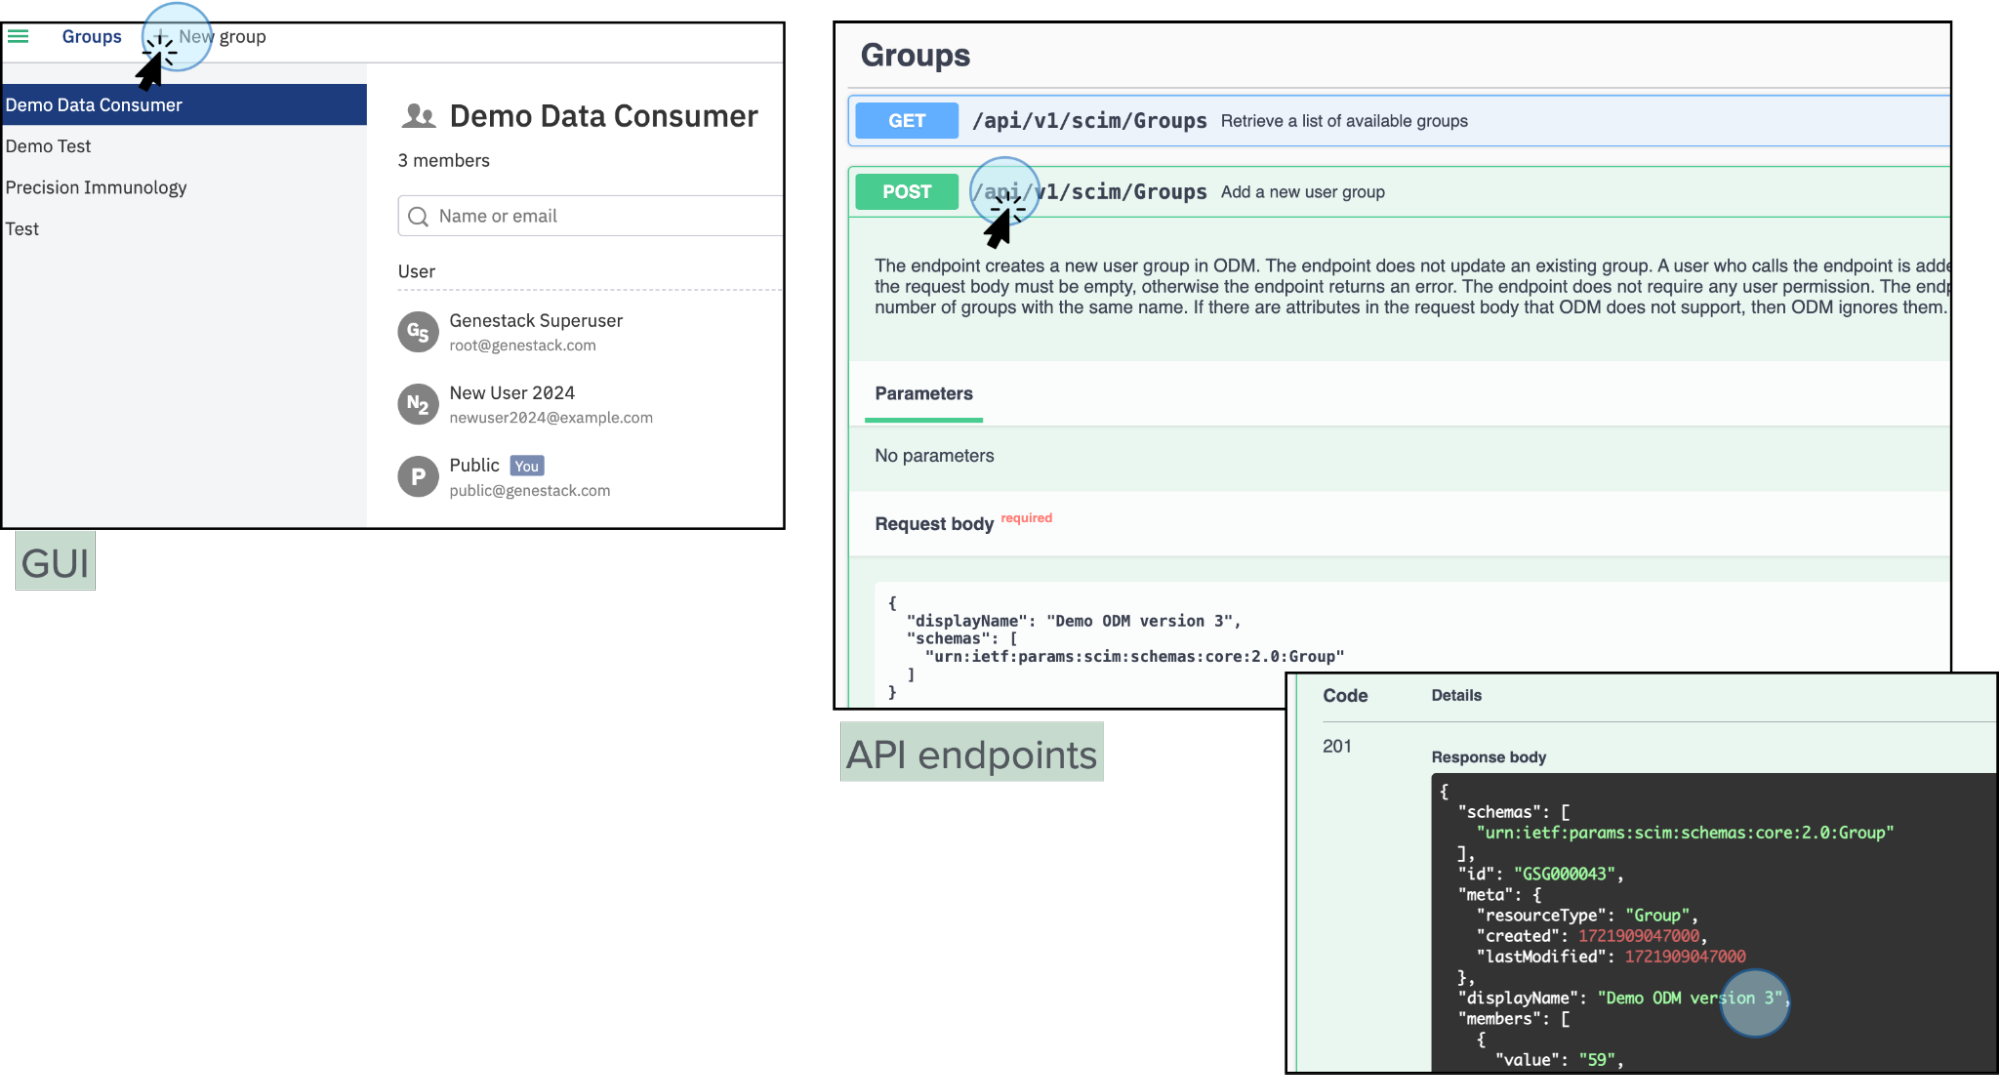 Groups
+ New group
Demo Data Consumer
Demo Test
Precision Immunology
Test
Demo Data Consumer
3 members
Name or email
User
GS
Genestack Superuser
root@genestack.com
N2
New User 2024
newuser2024@example.com
P
Public You
public@genestack.com
GUI
Groups
GET /api/v1/scim/Groups Retrieve a list of available groups
POST /api/v1/scim/Groups Add a new user group
The endpoint creates a new user group in ODM. The endpoint does not update an existing group. A user who calls the endpoint is adde
the request body must be empty, otherwise the endpoint returns an error. The endpoint does not require any user permission. The endp
number of groups with the same name. If there are attributes in the request body that ODM does not support, then ODM ignores them.
Parameters
No parameters
Request body required
{
"displayName": "Demo ODM version 3",
"schemas": [
"urn:ietf:params:scim:schemas:core:2.0:Group"
]
}
API endpoints
Code Details
201
Response body
{
"schemas": [
"urn:ietf:params:scim:schemas:core:2.0:Group"
],
"id": "GSG000043",
"meta": {
"resourceType": "Group",
"created": 1721909047000,
"lastModified": 1721909047000
},
"displayName": "Demo ODM version 3",
"members": [
{
"value": "59",